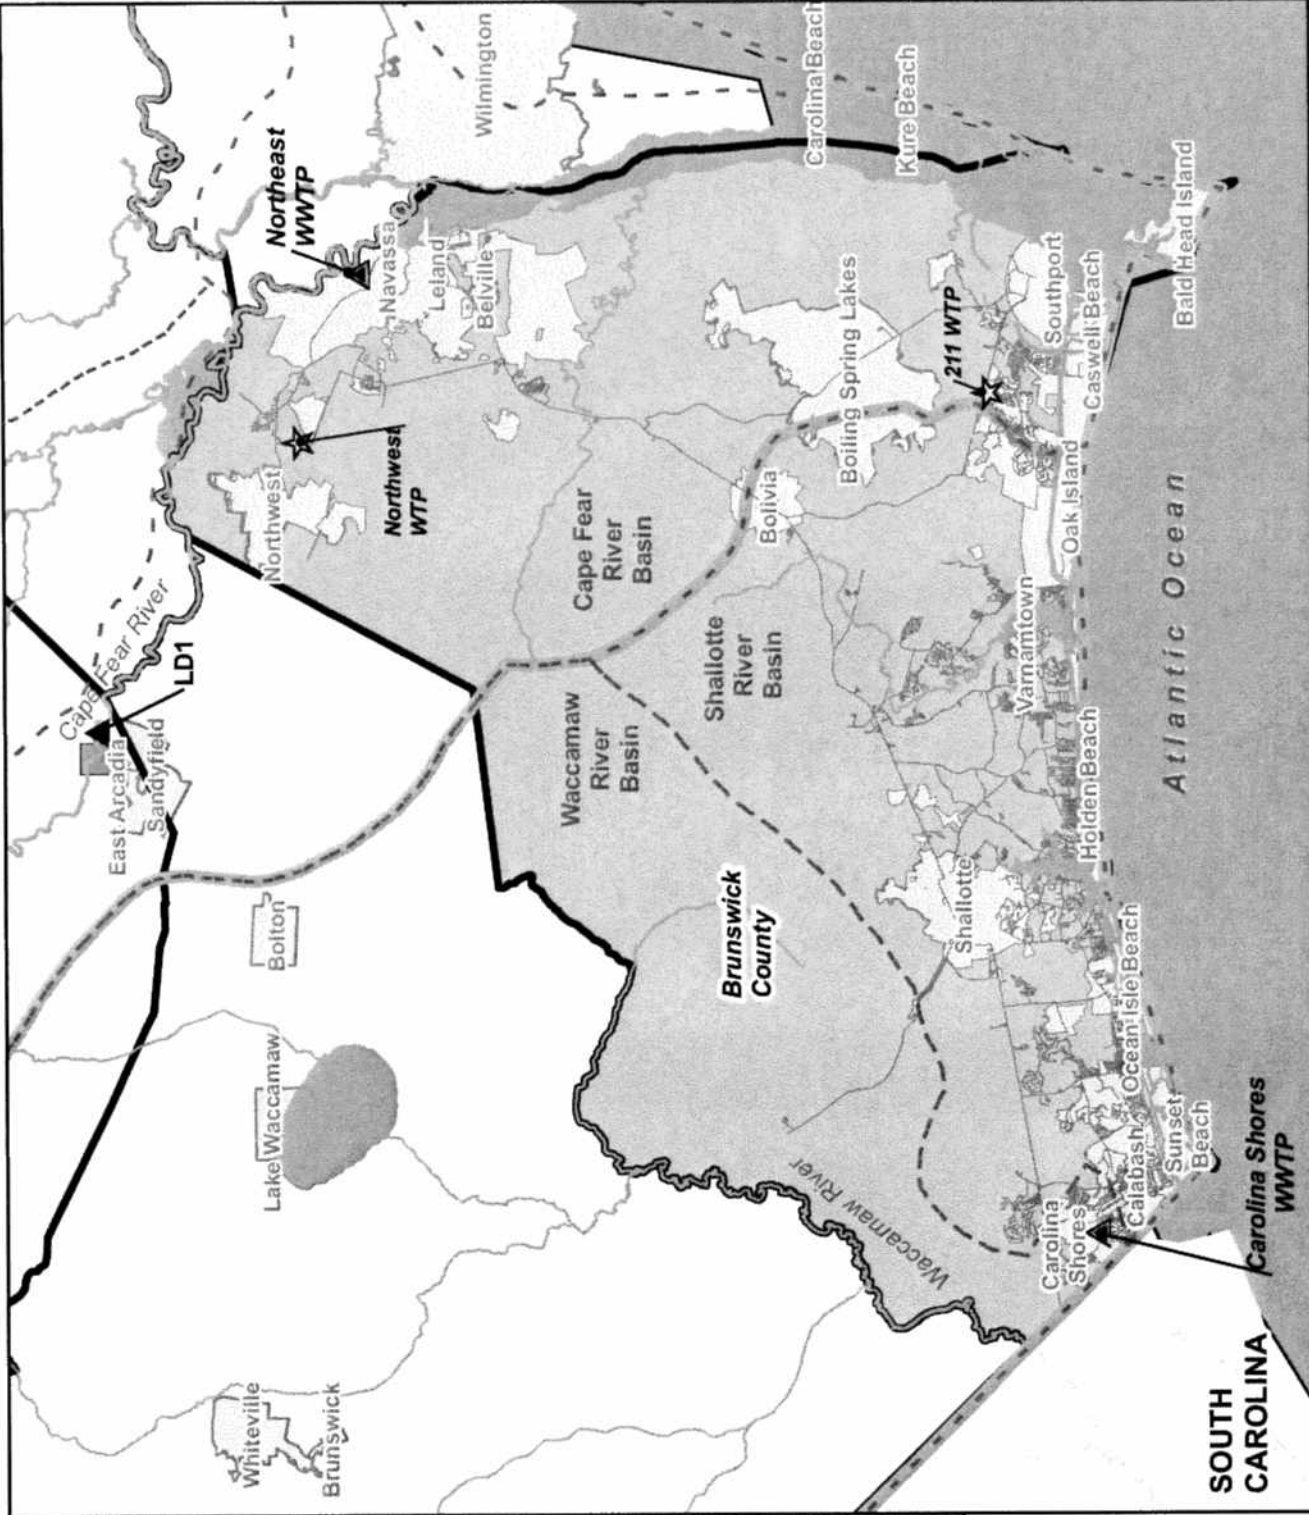 Whiteville
Brunswick
Lake Waccamaw
Bolton
East Arcadia
Sandyfield
Cape Fear River
LD1
Northwest
Northwest
WTP
Northeast
WWTP
Navassa
Leland
Belville
Wilmington
Waccamaw
River
Basin
Cape Fear
River
Basin
Shallotte
River
Basin
Brunswick
County
Bolivia
Boiling Spring Lakes
Carolina Beach
Kure Beach
211 WTP
Waccamaw River
Shallotte
Varnamtown
Holden Beach
Oak Island
Southport
Caswell Beach
Bald Head Island
Carolina
Shores
Calabash
Sunset
Beach
Ocean Isle Beach
Carolina Shores
WWTP
Atlantic Ocean
SOUTH
CAROLINA